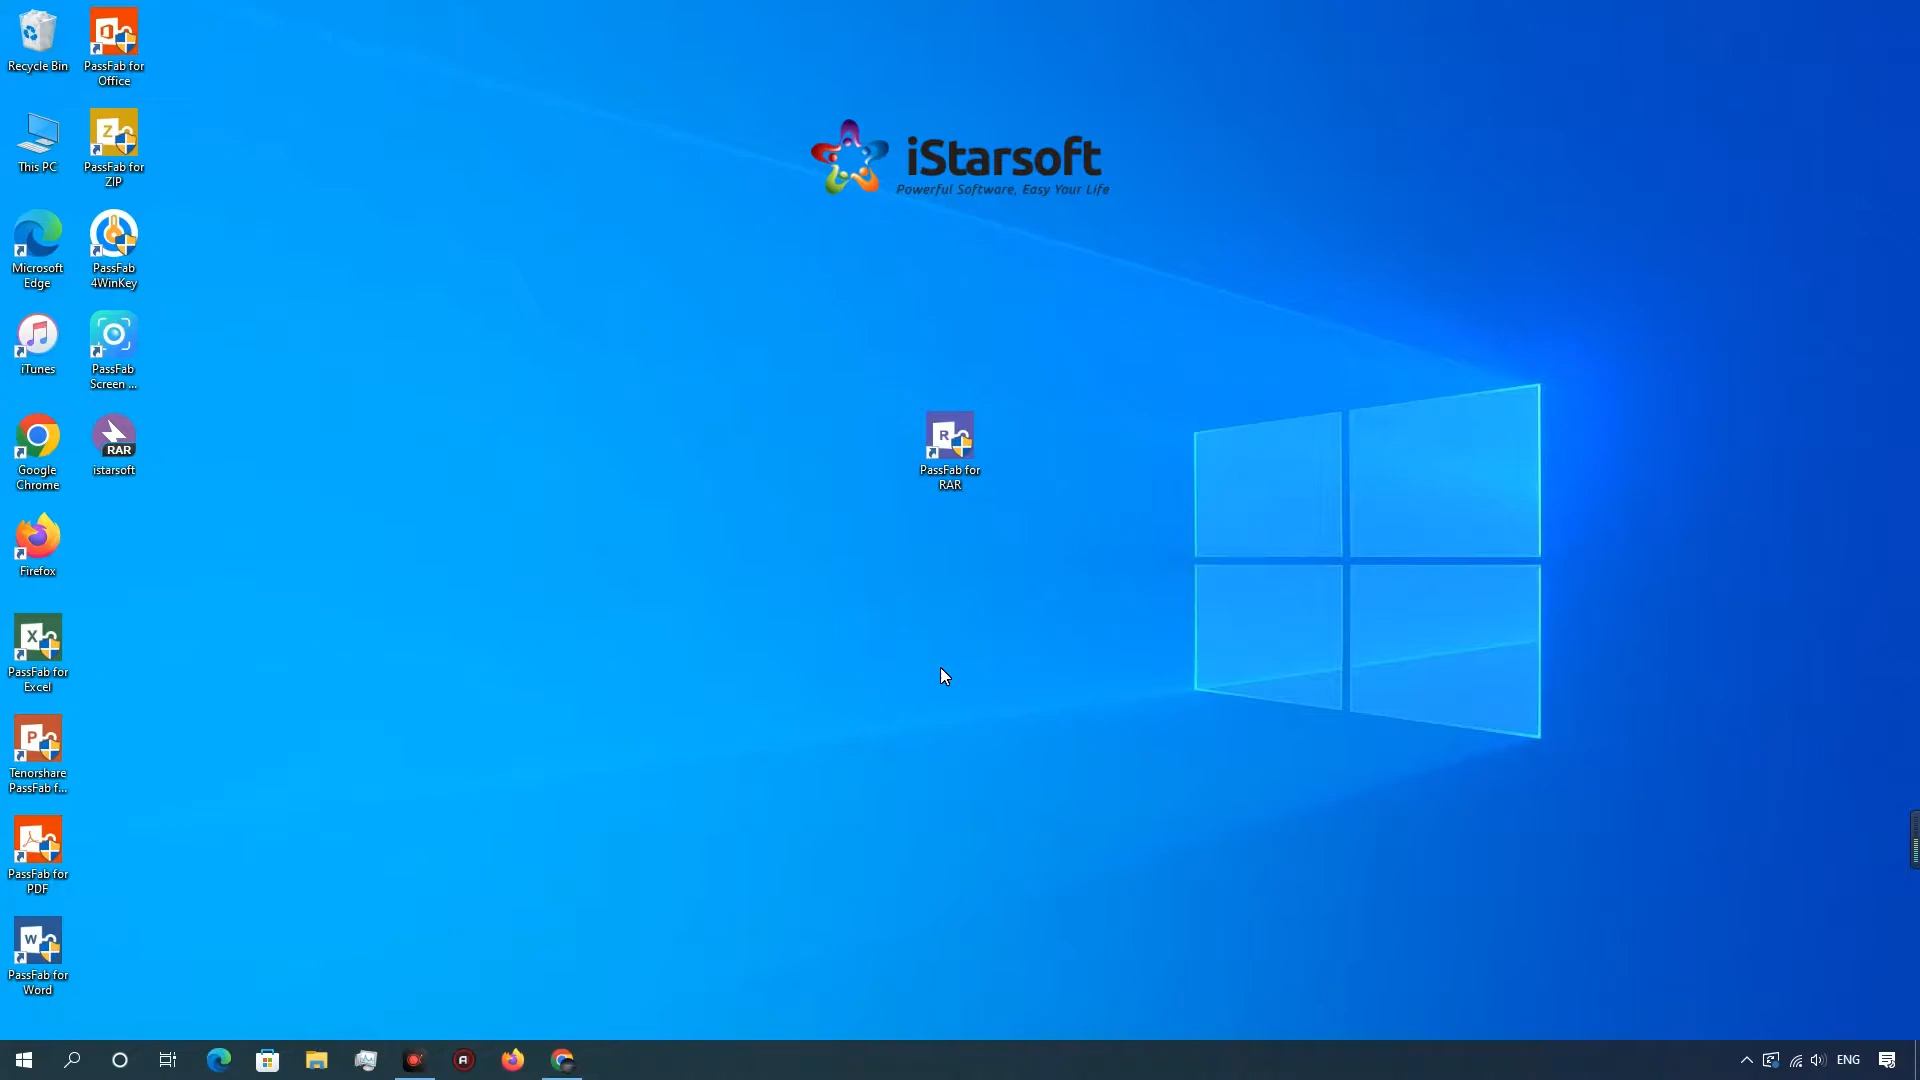 Recycle Bin
PassFab for
Office
This PC
PassFab for
ZIP
Microsoft
Edge
PassFab
4WinKey
iTunes
PassFab
Screen ...
Google
Chrome
RAR
istarsoft
Firefox
X
PassFab for
Excel
P
Tenorshare
PassFab f...
PassFab for
PDF
W
PassFab for
Word
iStarsoft
Powerful Software, Easy Your Life
R
PassFab for
RAR
Z
A
ENG